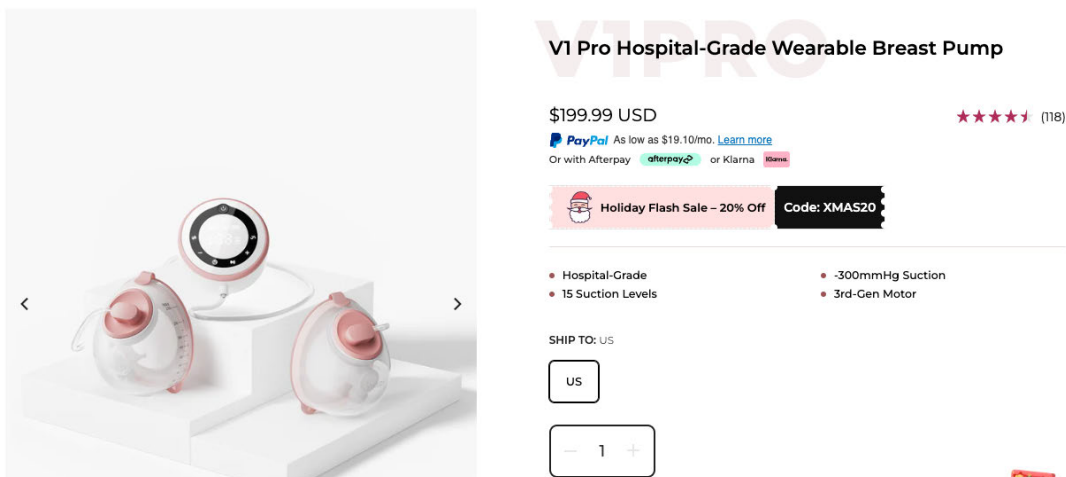 V1PRO
V1 Pro Hospital-Grade Wearable Breast Pump
$199.99 USD
(118)
PayPal As low as $19.10/mo. Learn more
Or with Afterpay afterpay or Klarna Klarna.
Holiday Flash Sale – 20% Off Code: XMAS20
Hospital-Grade
-300mmHg Suction
15 Suction Levels
3rd-Gen Motor
SHIP TO: US
US
1